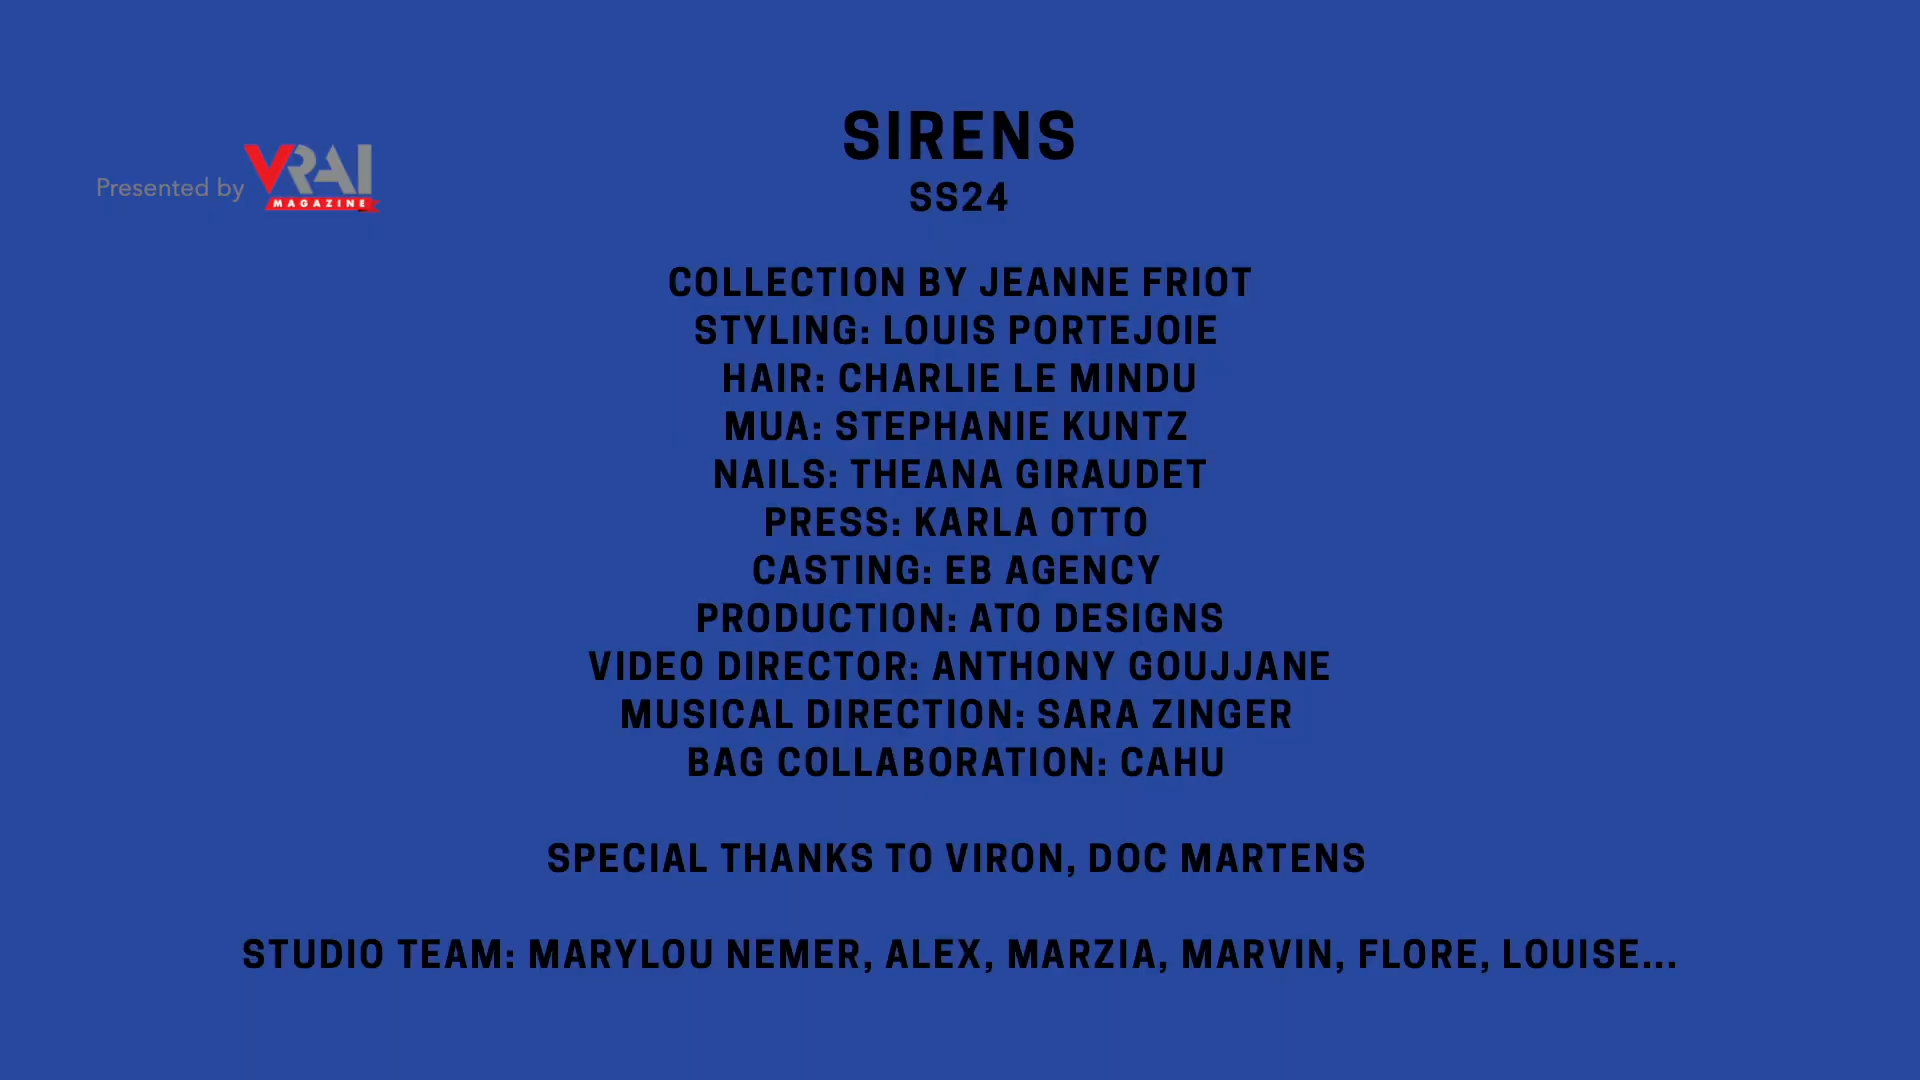 Presented by VRAI
MAGAZINE
SIRENS
SS24
COLLECTION BY JEANNE FRIOT
STYLING: LOUIS PORTEJOIE
HAIR: CHARLIE LE MINDU
MUA: STEPHANIE KUNTZ
NAILS: THEANA GIRAUDET
PRESS: KARLA OTTO
CASTING: EB AGENCY
PRODUCTION: ATO DESIGNS
VIDEO DIRECTOR: ANTHONY GOUJJANE
MUSICAL DIRECTION: SARA ZINGER
BAG COLLABORATION: CAHU
SPECIAL THANKS TO VIRON, DOC MARTENS
STUDIO TEAM: MARYLOU NEMER, ALEX, MARZIA, MARVIN, FLORE, LOUISE...